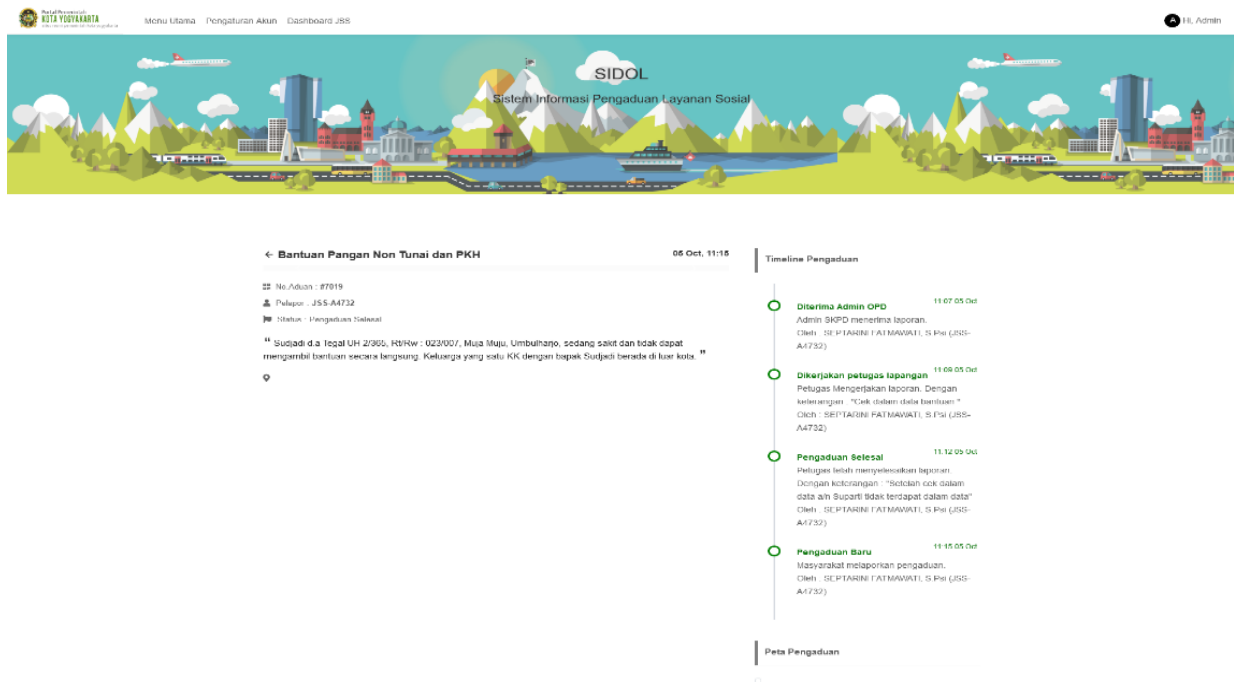 Portal Pemerintah
KOTA YOGYAKARTA
Menu Utama Pengaturan Akun Dashboard JSS
A Hi, Admin
SIDOL
Sistem Informasi Pengaduan Layanan Sosial
← Bantuan Pangan Non Tunai dan PKH
05 Oct, 11:15
No.Aduan : #7019
Pelapor : JSS-A4732
Status : Pengaduan Selesai
“ Sudjadi d.a Tegal UH 2/365, Rt/Rw : 023/007, Muja Muju, Umbulharjo, sedang sakit dan tidak dapat
mengambil bantuan secara langsung. Keluarga yang satu KK dengan bapak Sudjadi berada di luar kota. ”
Timeline Pengaduan
Diterima Admin OPD
11:07 05 Oct
Admin SKPD menerima laporan.
Oleh : SEPTARINI FATMAWATI, S.Psi (JSS-
A4732)
Dikerjakan petugas lapangan
11:09 05 Oct
Petugas Mengerjakan laporan. Dengan
keterangan : "Cek dalam data bantuan "
Oleh : SEPTARINI FATMAWATI, S.Psi (JSS-
A4732)
Pengaduan Selesai
11:12 05 Oct
Petugas telah menyelesaikan laporan.
Dengan keterangan : "Setelah cek dalam
data a/n Suparti tidak terdapat dalam data"
Oleh : SEPTARINI FATMAWATI, S.Psi (JSS-
A4732)
Pengaduan Baru
11:15 05 Oct
Masyarakat melaporkan pengaduan.
Oleh : SEPTARINI FATMAWATI, S.Psi (JSS-
A4732)
Peta Pengaduan